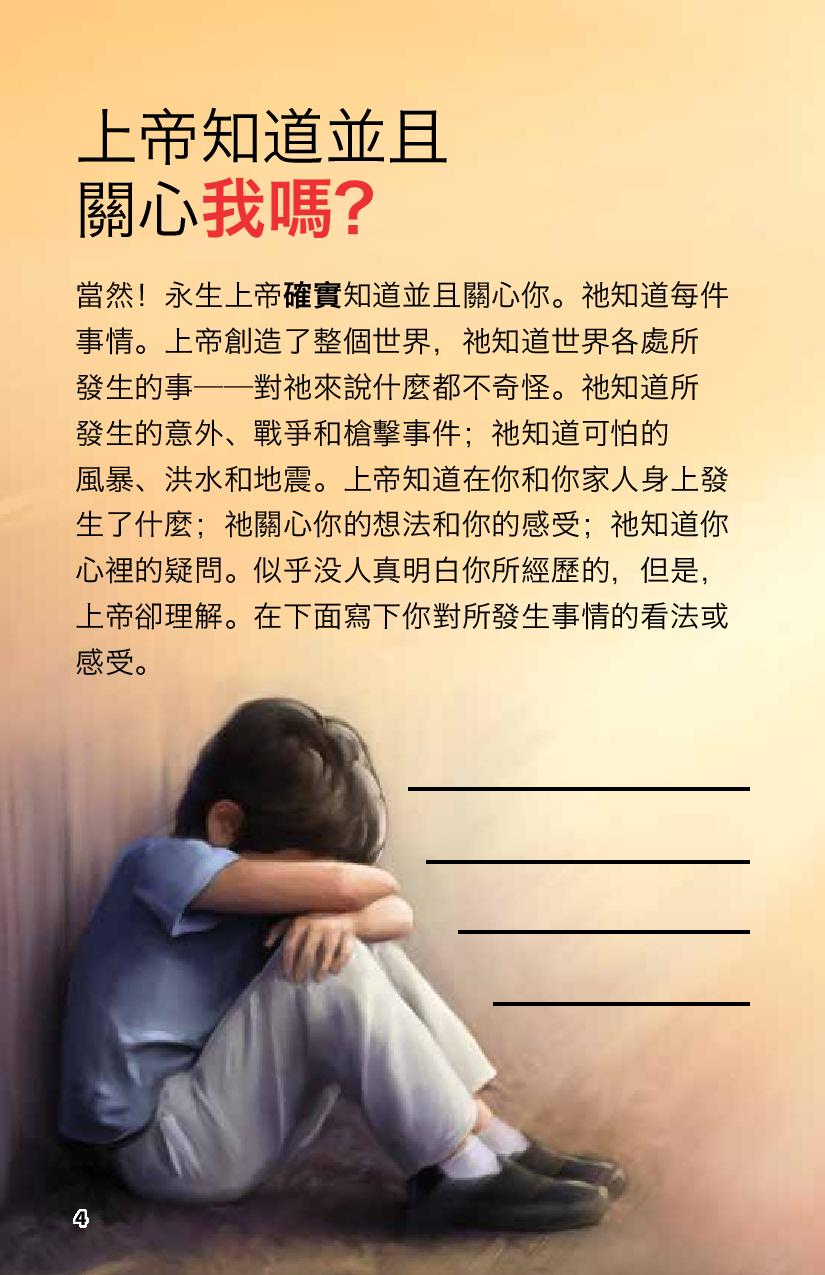 上帝知道並且
關心我嗎?
當然！永生上帝確實知道並且關心你。祂知道每件
事情。上帝創造了整個世界，祂知道世界各處所
發生的事──對祂來說什麼都不奇怪。祂知道所
發生的意外、戰爭和槍擊事件；祂知道可怕的
風暴、洪水和地震。上帝知道在你和你家人身上發
生了什麼；祂關心你的想法和你的感受；祂知道你
心裡的疑問。似乎没人真明白你所經歷的，但是，
上帝卻理解。在下面寫下你對所發生事情的看法或
感受。
4